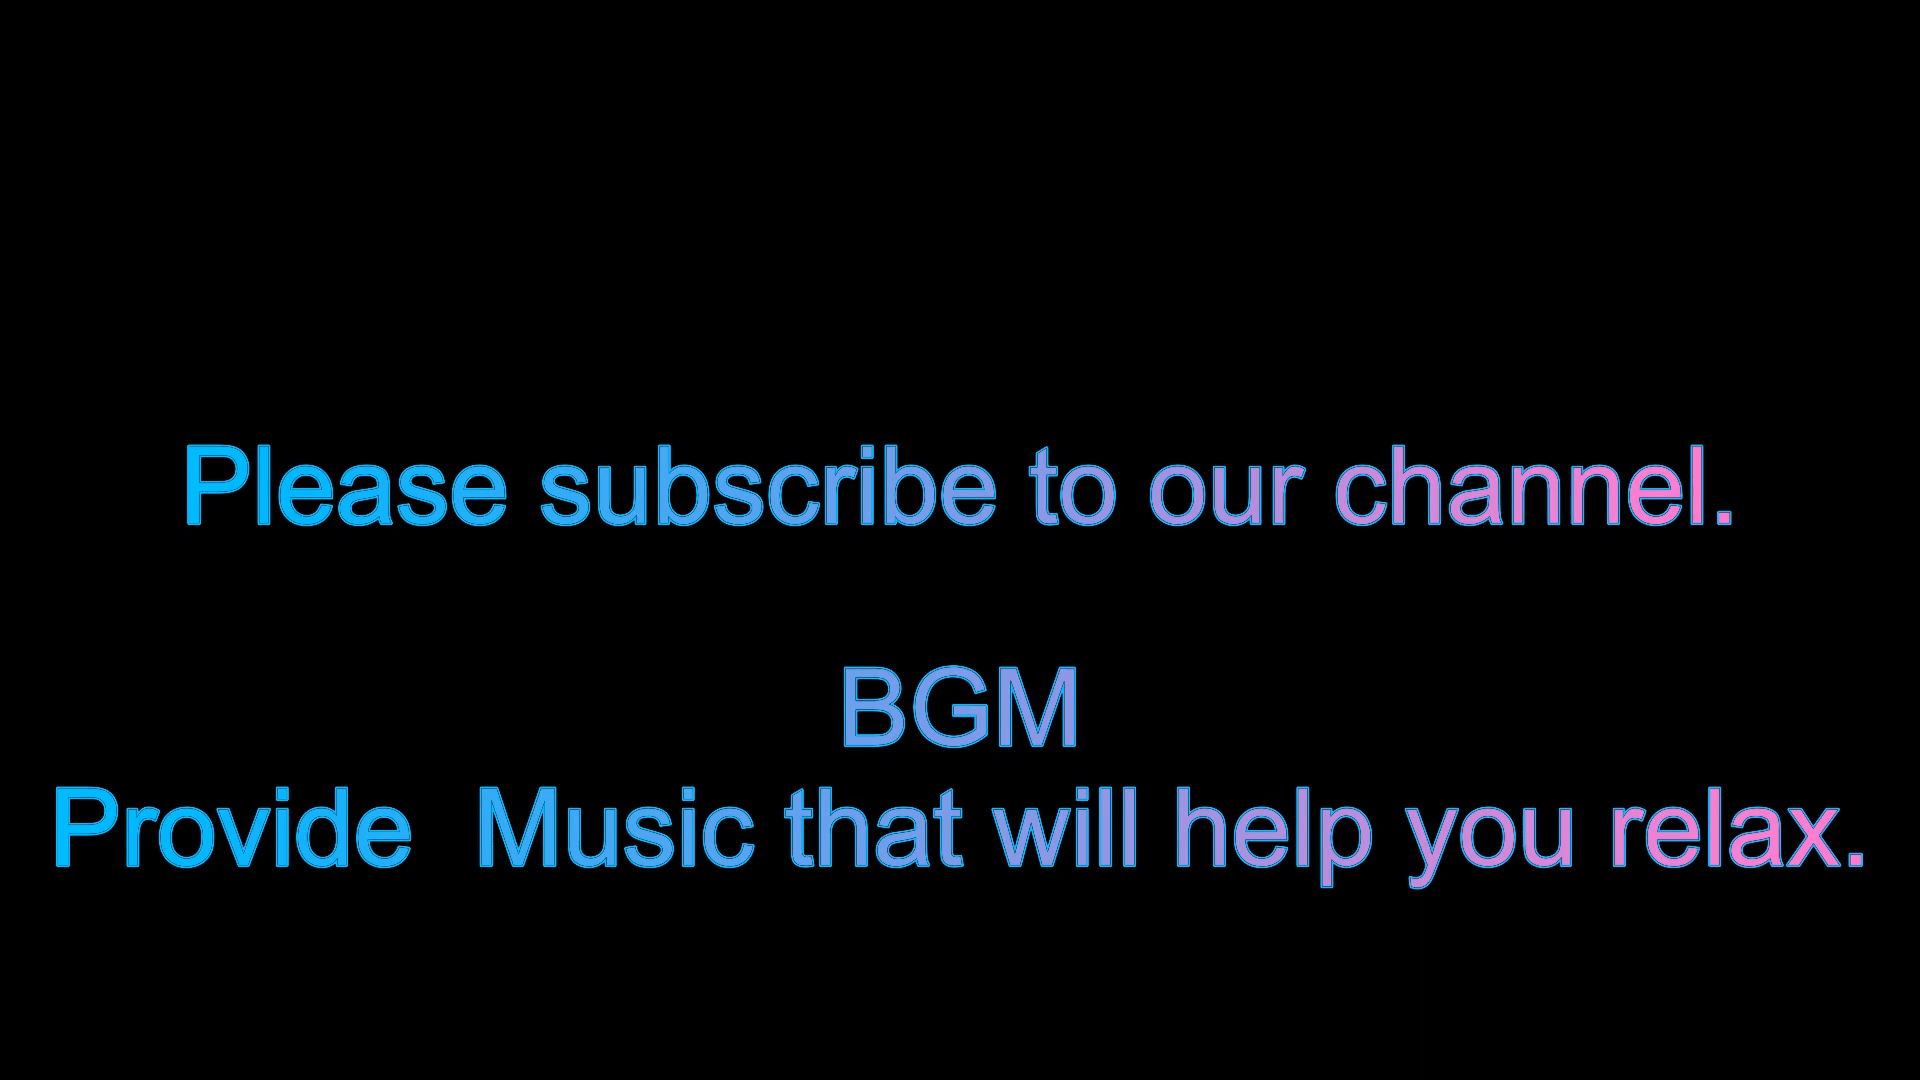 Please subscribe to our channel.
BGM
Provide  Music that will help you relax.